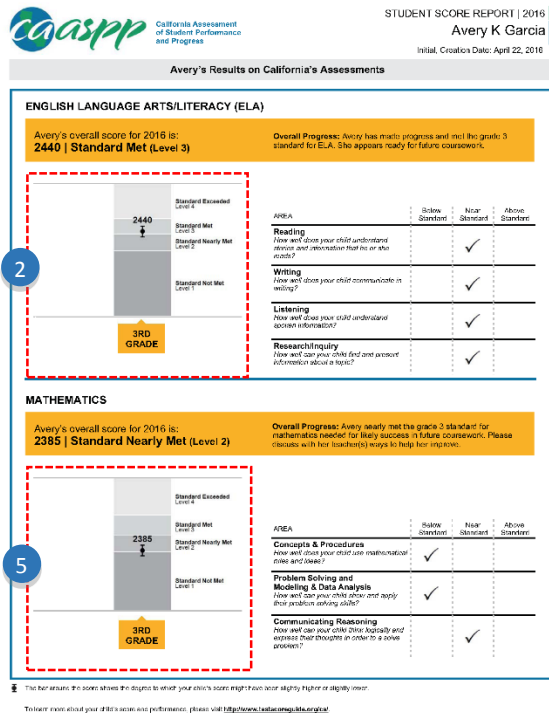 caaspp
California Assessment
of Student Performance
and Progress
STUDENT SCORE REPORT | 2016
Avery K Garcia
Initial, Creation Date: April 22, 2016
Avery's Results on California's Assessments
ENGLISH LANGUAGE ARTS/LITERACY (ELA)
Avery's overall score for 2016 is:
2440 | Standard Met (Level 3)
Overall Progress: Avery has made progress and met the grade 3
standard for ELA. She appears ready for future coursework.
2
Standard Exceeded
Level 4
2440
Standard Met
Level 3
Standard Nearly Met
Level 2
Standard Not Met
Level 1
3RD
GRADE
AREA
Below
Standard
Near
Standard
Above
Standard
Reading
How well does your child understand
stories and information that he or she
reads?
Writing
How well does your child communicate in
writing?
Listening
How well does your child understand
spoken information?
Research/Inquiry
How well can your child find and present
information about a topic?
MATHEMATICS
Avery's overall score for 2016 is:
2385 | Standard Nearly Met (Level 2)
Overall Progress: Avery nearly met the grade 3 standard for
mathematics needed for likely success in future coursework. Please
discuss with her teacher(s) ways to help her improve.
5
Standard Exceeded
Level 4
Standard Met
Level 3
2385
Standard Nearly Met
Level 2
Standard Not Met
Level 1
3RD
GRADE
AREA
Below
Standard
Near
Standard
Above
Standard
Concepts & Procedures
How well does your child use mathematical
rules and ideas?
Problem Solving and
Modeling & Data Analysis
How well can your child show and apply
their problem solving skills?
Communicating Reasoning
How well can your child think logically and
express their thoughts in order to a solve
problem?
The bar around the score shows the degree to which your child's score might have been slightly higher or slightly lower.
To learn more about your child's score and performance, please visit http://www.testscoreguide.org/ca/.